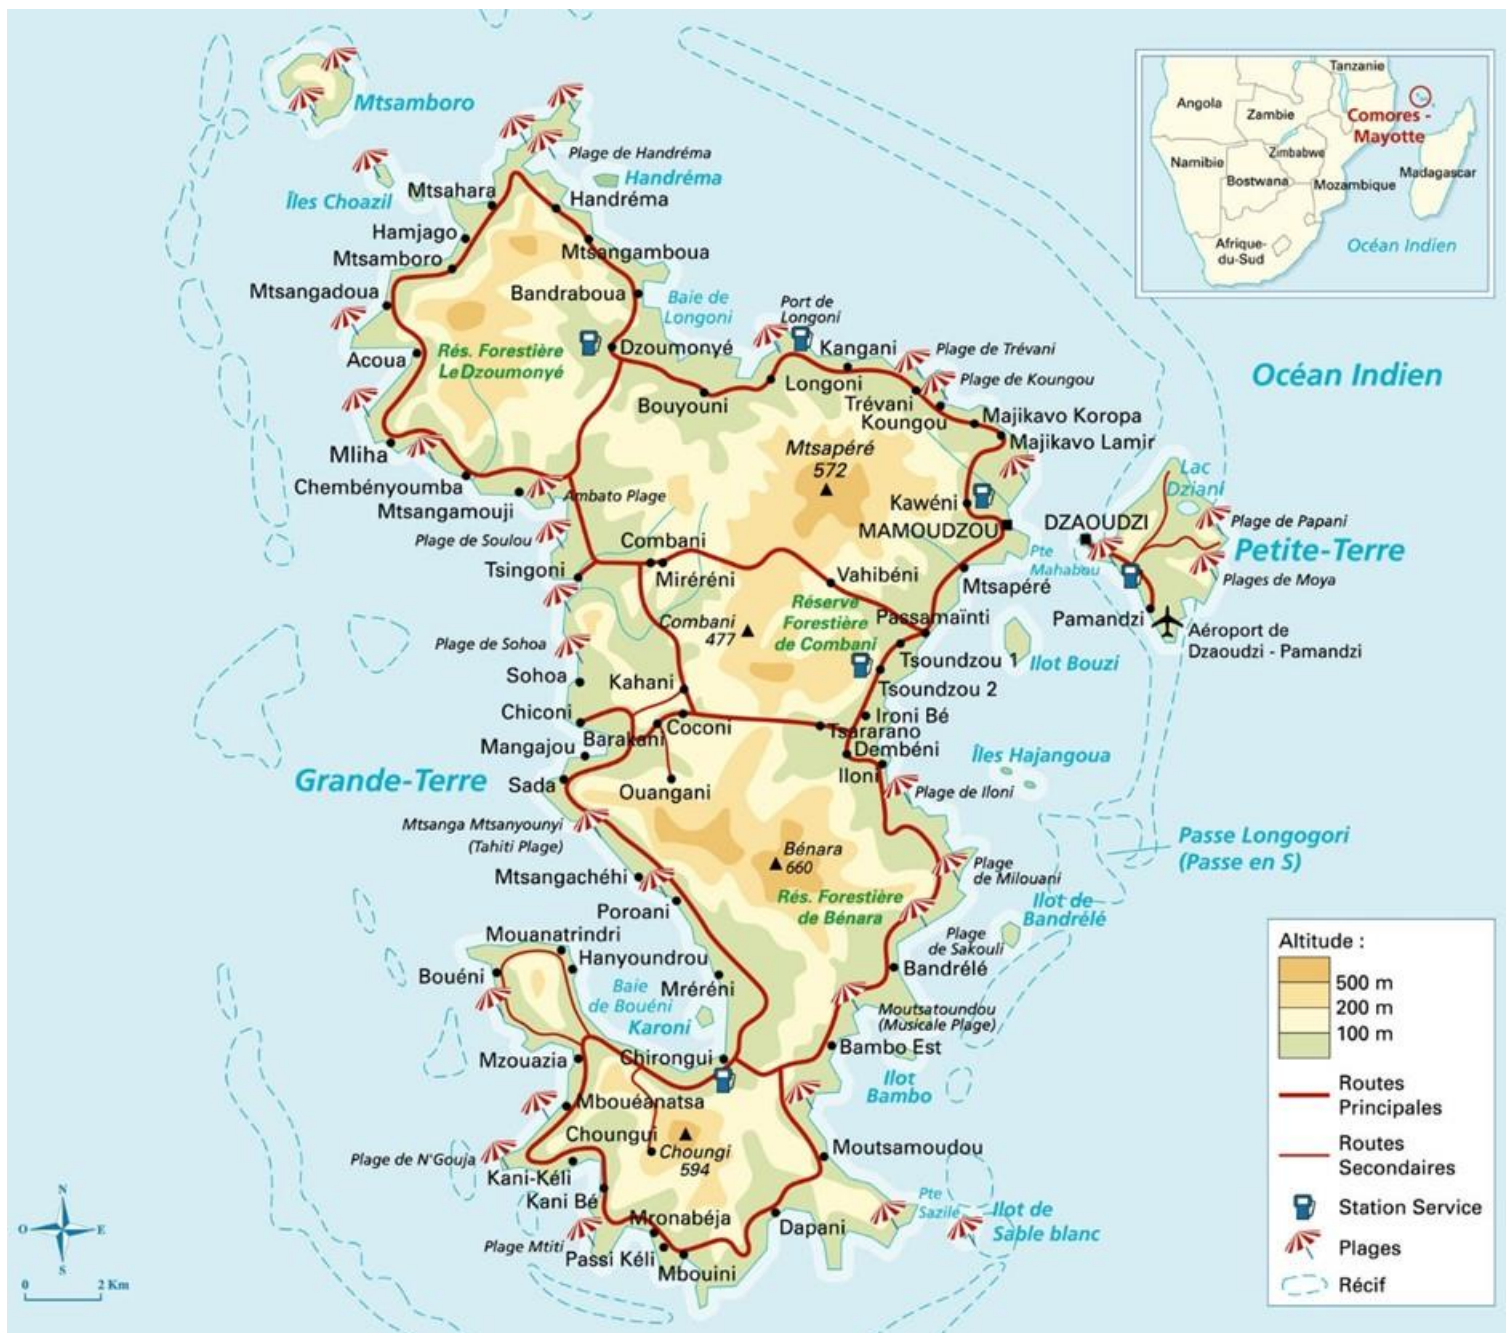 Mtsamboro
Plage de Handréma
Handréma
Îles Choazil
Mtsahara
Handréma
Hamjago
Mtsangamboua
Mtsamboro
Mtsangadoua
Bandraboua
Baie de
Longoni
Port de
Longoni
Acoua
Rés. Forestière
Le Dzoumonyé
Dzoumonyé
Kangani
Plage de Trévani
Longoni
Plage de Koungou
Bouyouni
Trévani
Koungou
Majikavo Koropa
Majikavo Lamir
Océan Indien
Mliha
Mtsapéré
572
Chembényoumba
Mtsangamouji
Ambato Plage
Kawéni
MAMOUDZOU
DZAOUDZI
Lac
Dziani
Plage de Papani
Petite-Terre
Plages de Moya
Plage de Soulou
Combani
Tsingoni
Miréréni
Vahibéni
Pte
Mahabou
Mtsapéré
Pamandzi
Aéroport de
Dzaoudzi - Pamandzi
Réserve
Forestière
de Combani
Combani
477
Passamaïnti
Plage de Sohoa
Tsoundzou 1
Ilot Bouzi
Sohoa
Kahani
Tsoundzou 2
Chiconi
Ironi Bé
Barakani
Coconi
Tsararano
Mangajou
Dembéni
Îles Hajangoua
Grande-Terre
Sada
Ouangani
Iloni
Plage de Iloni
Mtsanga Mtsanyounyi
(Tahiti Plage)
Passe Longogori
(Passe en S)
Bénara
660
Plage
de Milouani
Mtsangachéhi
Rés. Forestière
de Bénara
Poroani
Ilot de
Bandrélé
Mouanatrindri
Plage
de Sakouli
Hanyoundrou
Bouéni
Bandrélé
Baie
de Bouéni
Mréréni
Karoni
Moutsatoundou
(Musicale Plage)
Mzouazia
Chirongui
Bambo Est
Ilot
Bambo
Mbouéanatsa
Choungui
Choungi
594
Moutsamoudou
Plage de N'Gouja
Kani-Kéli
Kani Bé
Pte
Sazilé
Ilot de
Sable blanc
Mronabéja
Dapani
Plage Mtiti
Passi Kéli
Mbouini
Tanzanie
Angola
Zambie
Comores -
Mayotte
Zimbabwe
Namibie
Bostwana
Mozambique
Madagascar
Afrique-
du-Sud
Océan Indien
Altitude :
500 m
200 m
100 m
Routes
Principales
Routes
Secondaires
Station Service
Plages
Récif
N
O
E
S
0
2 Km